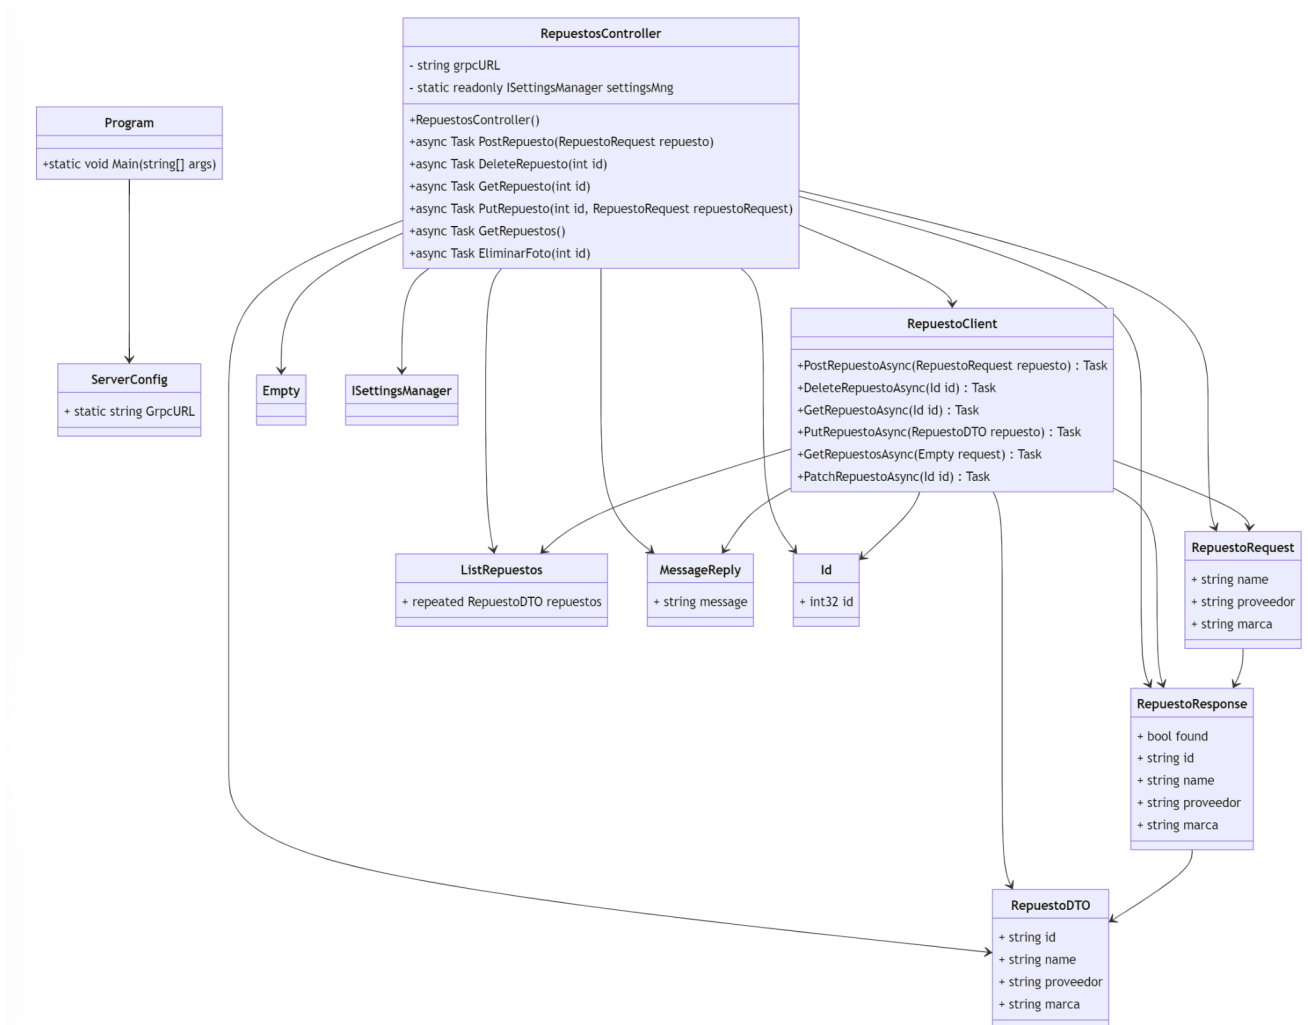 RepuestosController
- string grpcURL
- static readonly ISettingsManager settingsMng
+RepuestosController()
+async Task PostRepuesto(RepuestoRequest repuesto)
+async Task DeleteRepuesto(int id)
+async Task GetRepuesto(int id)
+async Task PutRepuesto(int id, RepuestoRequest repuestoRequest)
+async Task GetRepuestos()
+async Task EliminarFoto(int id)
Program
+static void Main(string[] args)
RepuestoClient
+PostRepuestoAsync(RepuestoRequest repuesto) : Task
+DeleteRepuestoAsync(Id id) : Task
+GetRepuestoAsync(Id id) : Task
+PutRepuestoAsync(RepuestoDTO repuesto) : Task
+GetRepuestosAsync(Empty request) : Task
+PatchRepuestoAsync(Id id) : Task
ServerConfig
+ static string GrpcURL
Empty
ISettingsManager
ListRepuestos
+ repeated RepuestoDTO repuestos
MessageReply
+ string message
Id
+ int32 id
RepuestoRequest
+ string name
+ string proveedor
+ string marca
RepuestoResponse
+ bool found
+ string id
+ string name
+ string proveedor
+ string marca
RepuestoDTO
+ string id
+ string name
+ string proveedor
+ string marca